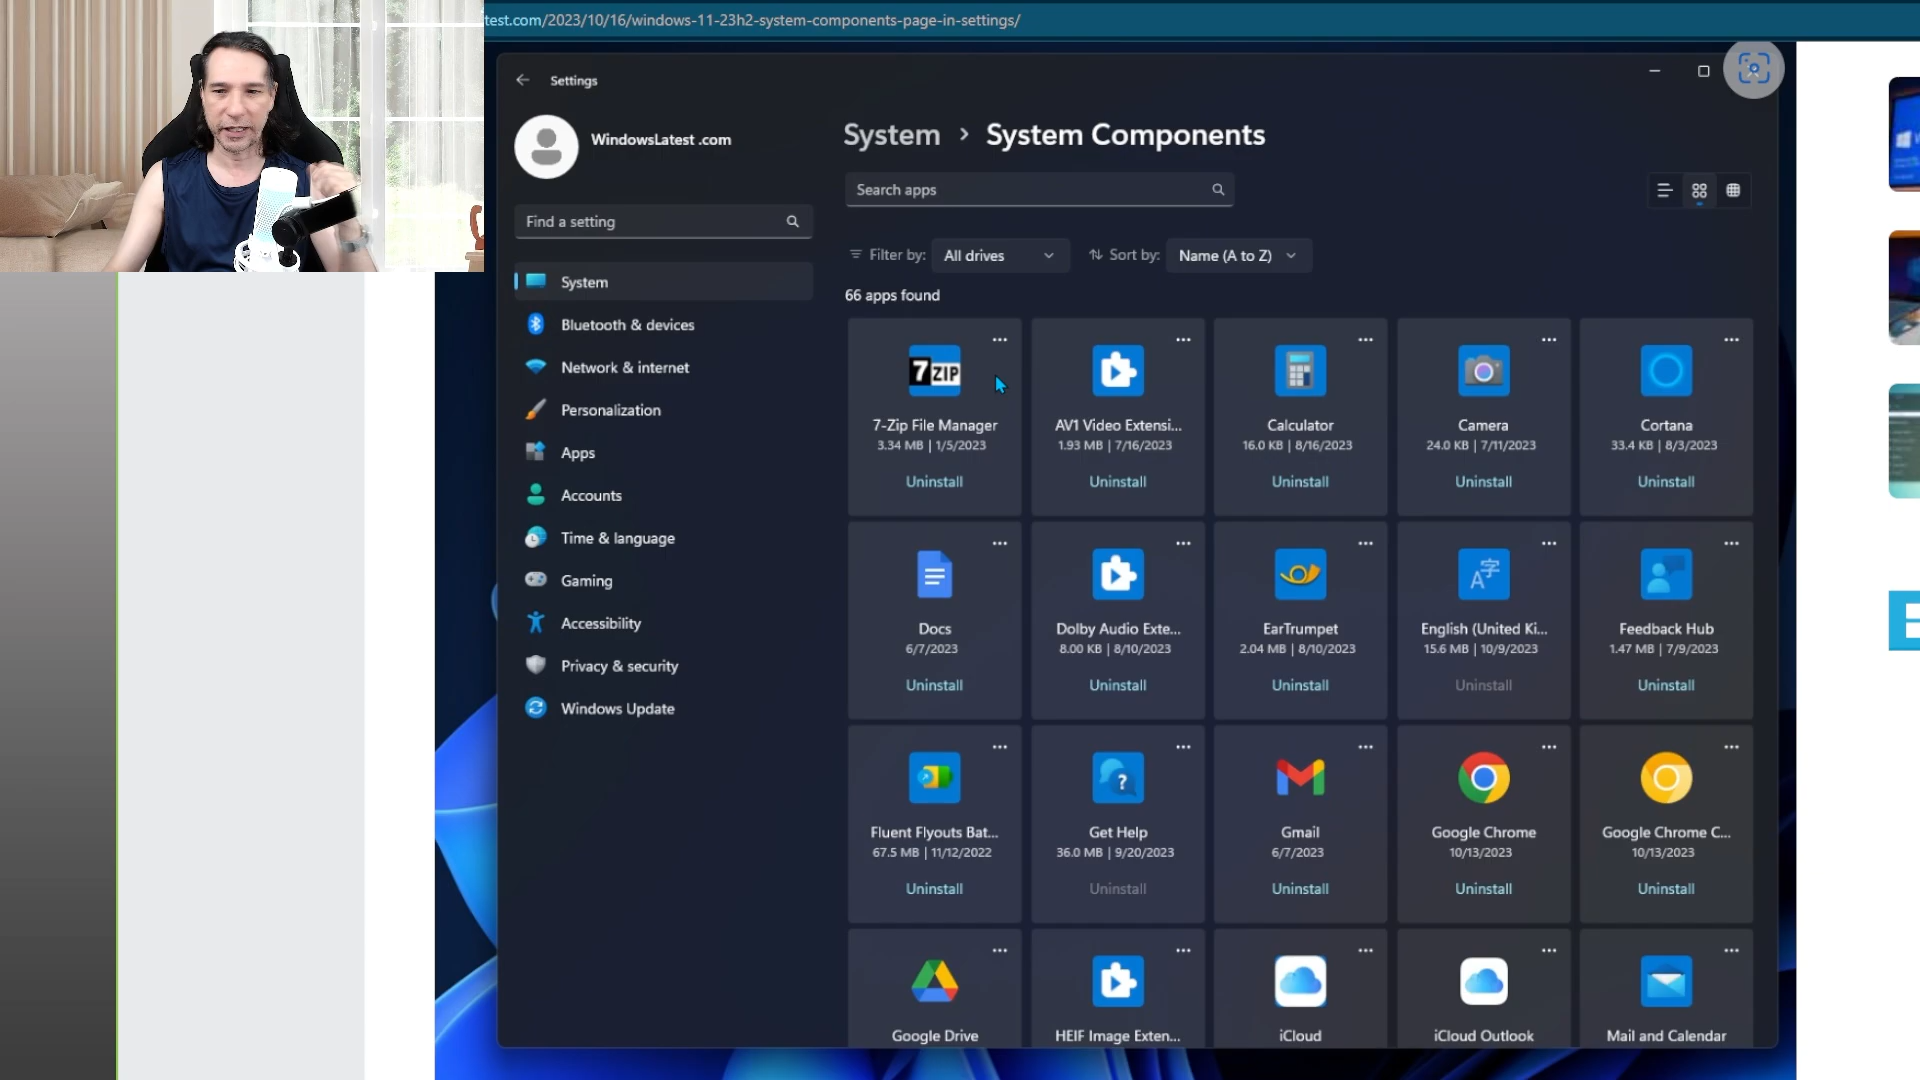 test.com/2023/10/16/windows-11-23h2-system-components-page-in-settings/
Settings
WindowsLatest .com
Find a setting
System
Bluetooth & devices
Network & internet
Personalization
Apps
Accounts
Time & language
Gaming
Accessibility
Privacy & security
Windows Update
System > System Components
Search apps
Filter by: All drives Sort by: Name (A to Z)
66 apps found
7 ZIP
7-Zip File Manager
3.34 MB | 1/5/2023
Uninstall
AV1 Video Extensi...
1.93 MB | 7/16/2023
Uninstall
Calculator
16.0 KB | 8/16/2023
Uninstall
Camera
24.0 KB | 7/11/2023
Uninstall
Cortana
33.4 KB | 8/3/2023
Uninstall
Docs
6/7/2023
Uninstall
Dolby Audio Exte...
8.00 KB | 8/10/2023
Uninstall
EarTrumpet
2.04 MB | 8/10/2023
Uninstall
A字
English (United Ki...
15.6 MB | 10/9/2023
Uninstall
Feedback Hub
1.47 MB | 7/9/2023
Uninstall
Fluent Flyouts Bat...
67.5 MB | 11/12/2022
Uninstall
?
Get Help
36.0 MB | 9/20/2023
Uninstall
Gmail
6/7/2023
Uninstall
Google Chrome
10/13/2023
Uninstall
Google Chrome C...
10/13/2023
Uninstall
Google Drive
HEIF Image Exten...
iCloud
iCloud Outlook
Mail and Calendar